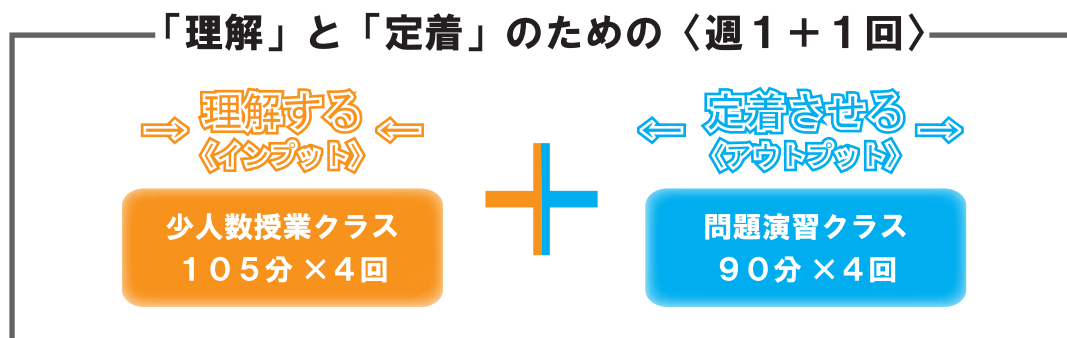 「理解」と「定着」のための〈週１＋１回〉
理解する
〈インプット〉
少人数授業クラス
１０５分×４回
定着させる
〈アウトプット〉
問題演習クラス
９０分×４回